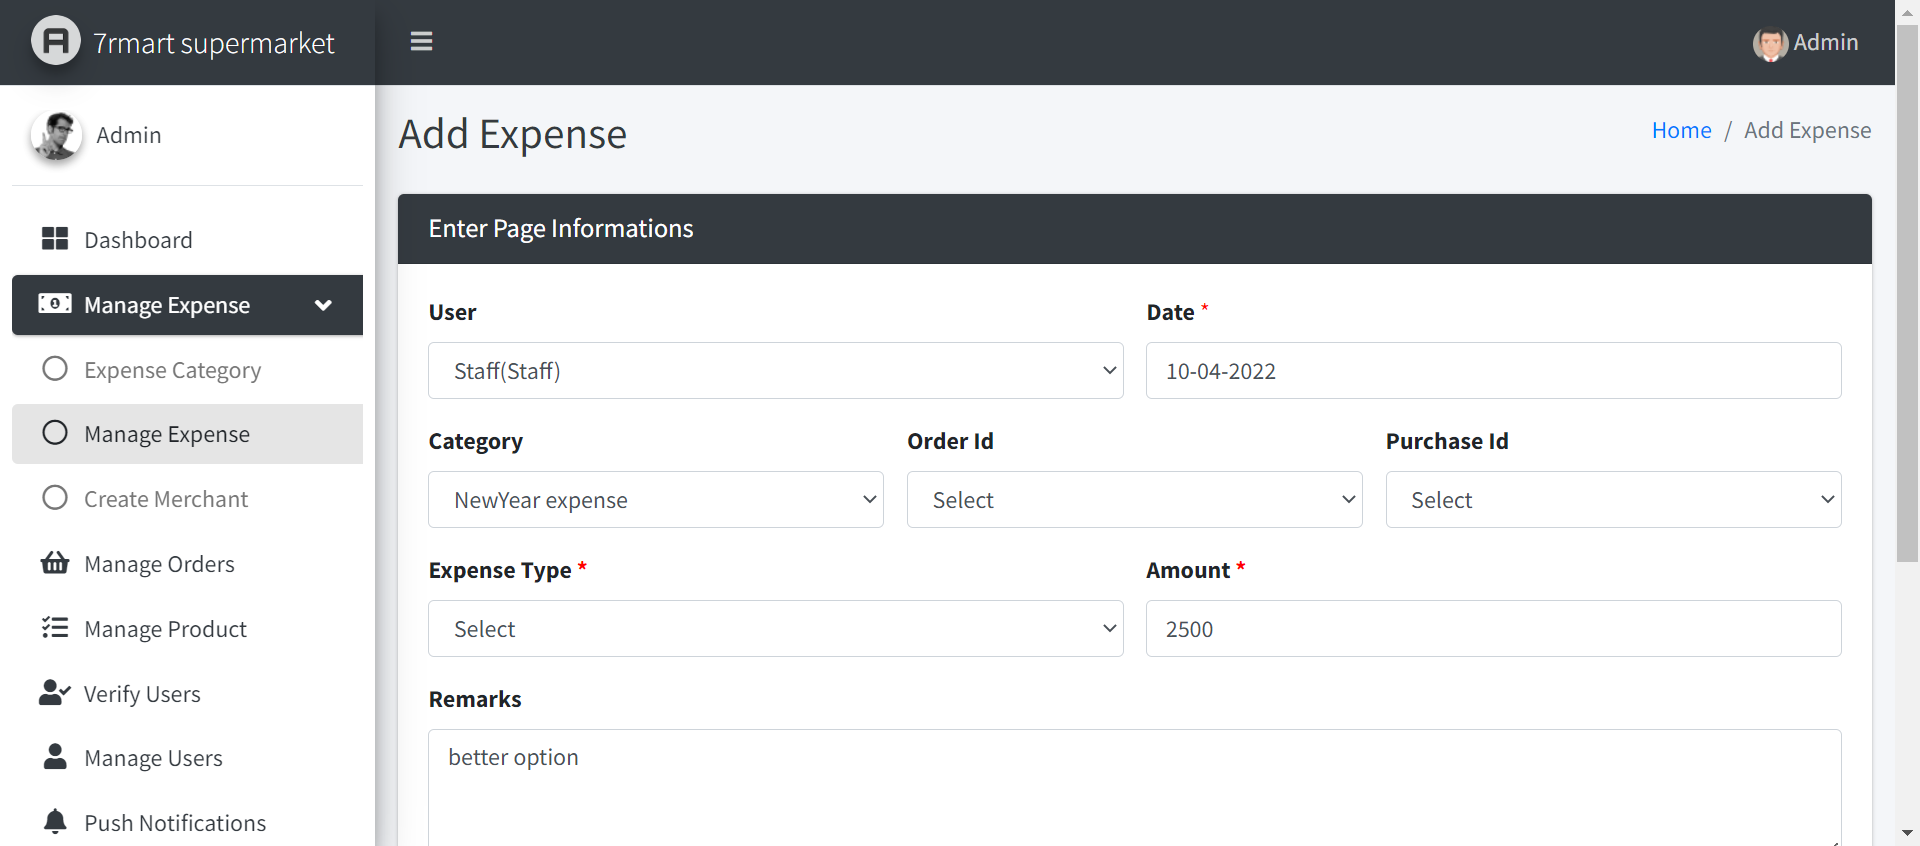 7rmart supermarket
Admin
Admin
Add Expense
Home / Add Expense
Dashboard
Manage Expense
Expense Category
Manage Expense
Create Merchant
Manage Orders
Manage Product
Verify Users
Manage Users
Push Notifications
Enter Page Informations
User
Date *
Staff(Staff)
10-04-2022
Category
Order Id
Purchase Id
NewYear expense
Select
Select
Expense Type *
Amount *
Select
2500
Remarks
better option